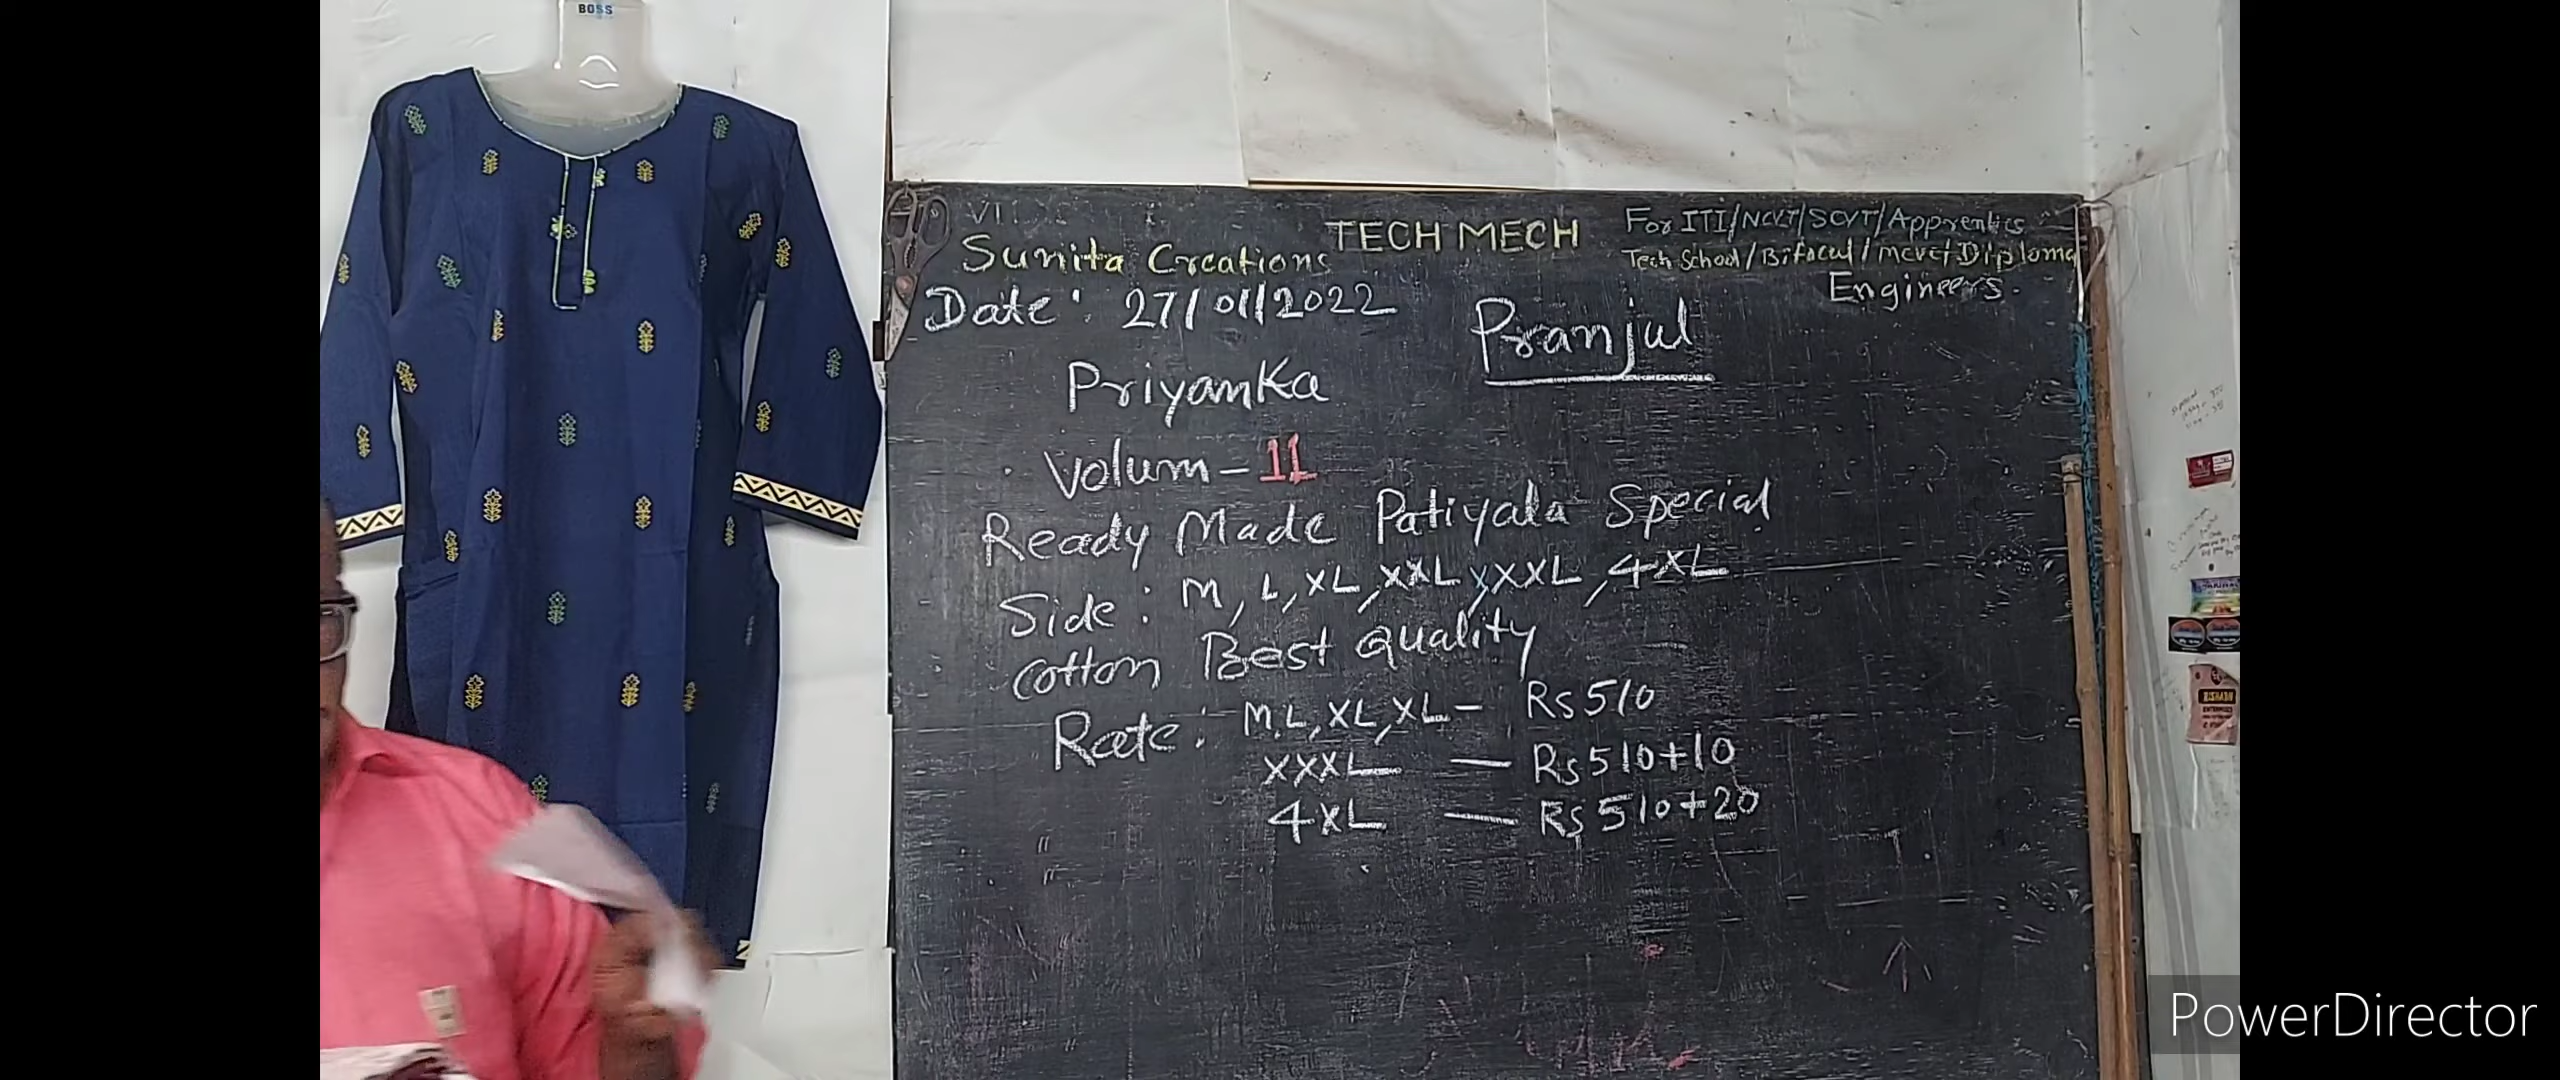 BOSS
TECH MECH
For ITI/NCVT/SCVT/Apprentics
Tech School/Bifocal/mcvc/Diploma
Engineers.
Sunita Creations
Date: 27/01/2022
Pranjul
PriyanKa
Volum - 11
Ready Made Patiyala Special
Side: M, L, XL, XXL, XXXL, 4XL
Cotton Best Quality
Rate: M, L, XL, XL - Rs 510
XXXL — Rs 510+10
4XL — Rs 510+20
PowerDirector